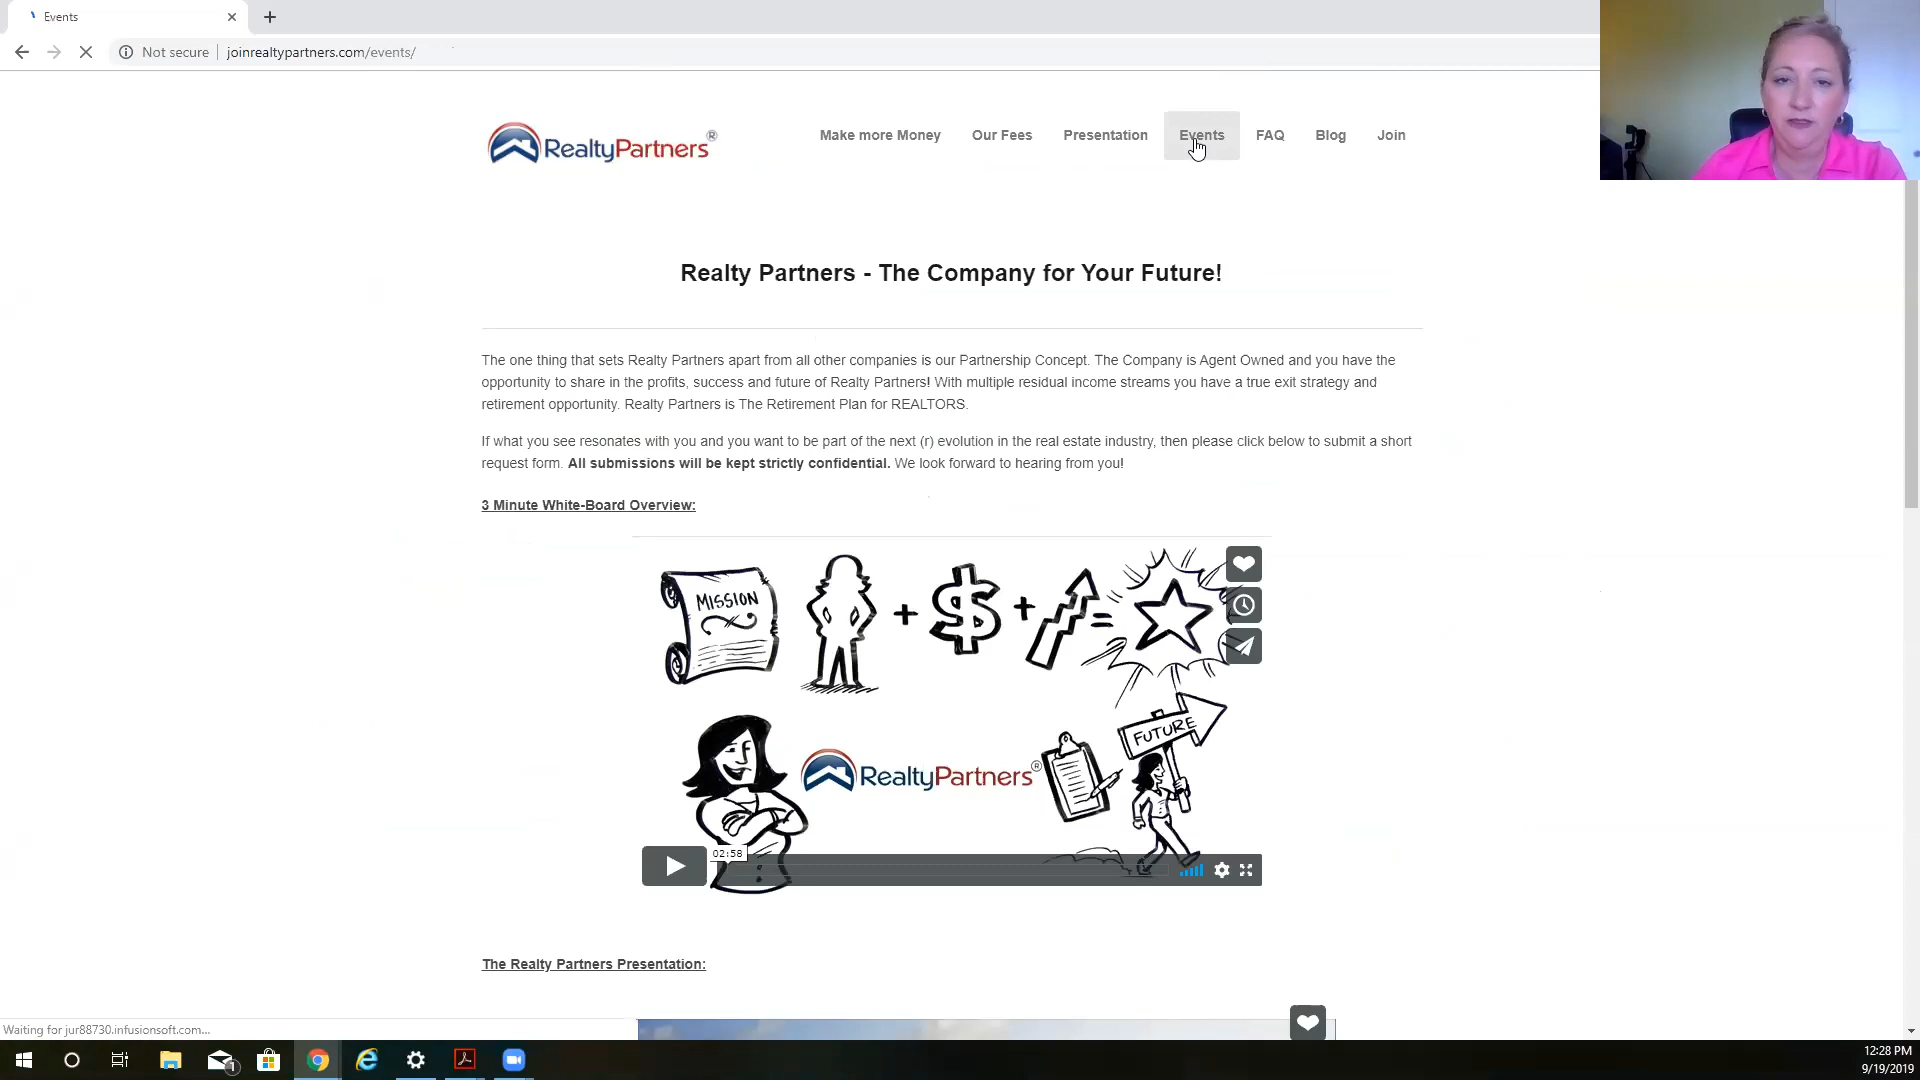 Events
Not secure
joinrealtypartners.com/events/
RealtyPartners®
Make more Money
Our Fees
Presentation
Events
FAQ
Blog
Join
Realty Partners - The Company for Your Future!
The one thing that sets Realty Partners apart from all other companies is our Partnership Concept. The Company is Agent Owned and you have the
opportunity to share in the profits, success and future of Realty Partners! With multiple residual income streams you have a true exit strategy and
retirement opportunity. Realty Partners is The Retirement Plan for REALTORS.
If what you see resonates with you and you want to be part of the next (r) evolution in the real estate industry, then please click below to submit a short
request form. All submissions will be kept strictly confidential. We look forward to hearing from you!
3 Minute White-Board Overview:
MISSION
$
+
+
=
FUTURE
RealtyPartners®
02:58
The Realty Partners Presentation:
Waiting for jur88730.infusionsoft.com...
1
12:28 PM
9/19/2019